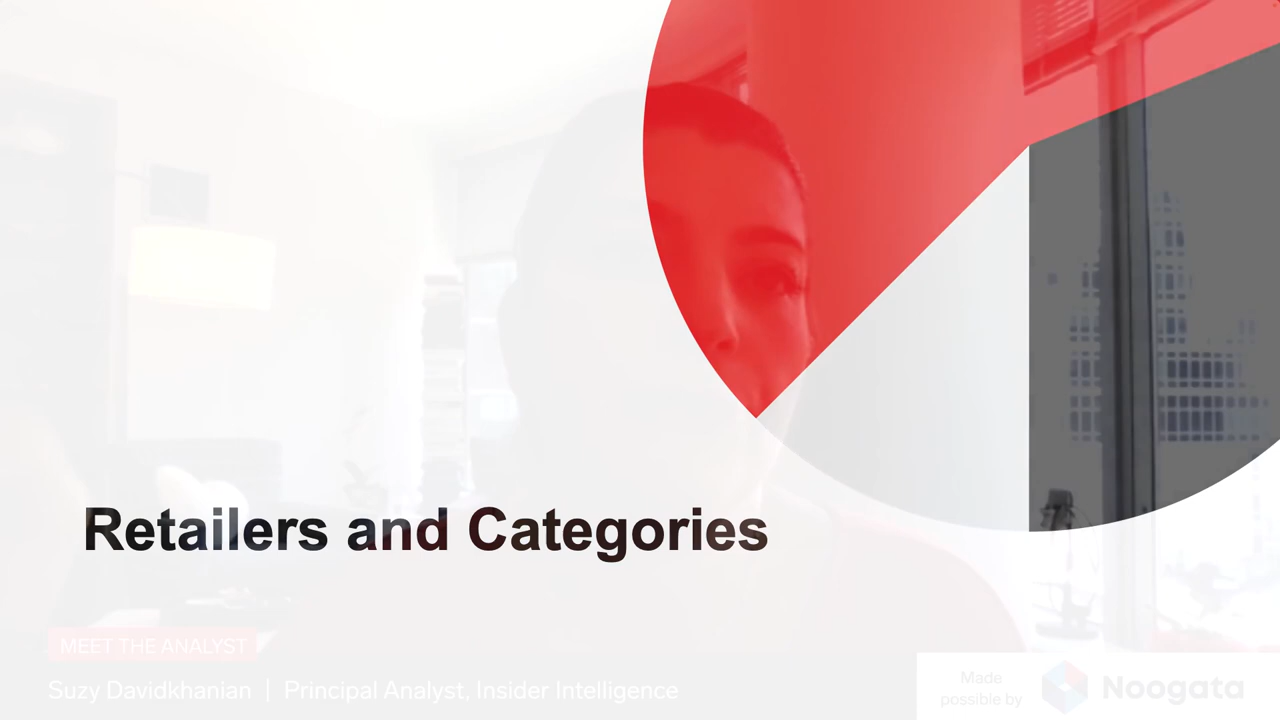 Retailers and Categories
MEET THE ANALYST
Suzy Davidkhanian | Principal Analyst, Insider Intelligence
Made
possible by
Noogata